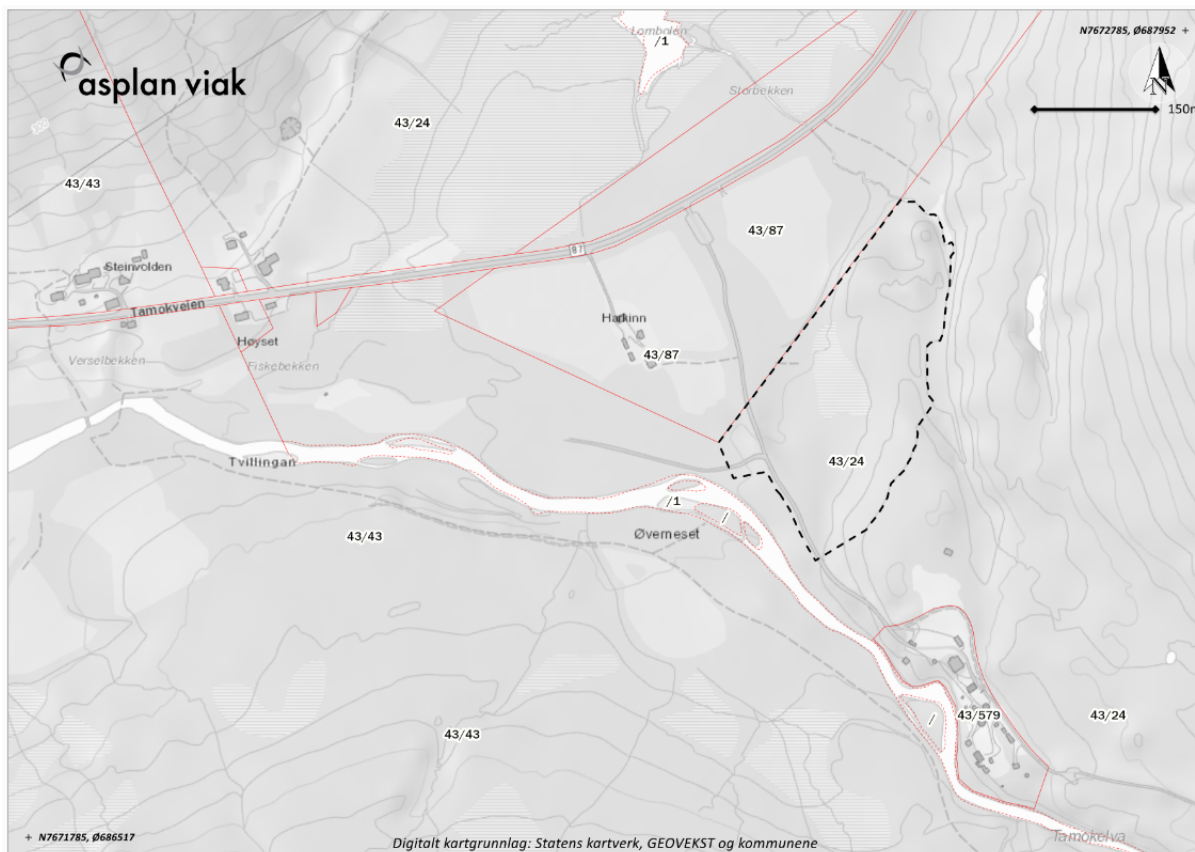 N7672785, Ø687952 +
Lombolen
/1
asplan viak
N
Storbekken
150m
300
43/24
43/43
43/87
81
Steinvolden
Tamokveien
Høyset
Verselbekken
Fiskebekken
43/87
43/24
Tvillingan
/1
Øverneset
43/43
43/579
43/24
43/43
+ N7671785, Ø686517
Digitalt kartgrunnlag: Statens kartverk, GEOVEKST og kommunene
Tamokelva